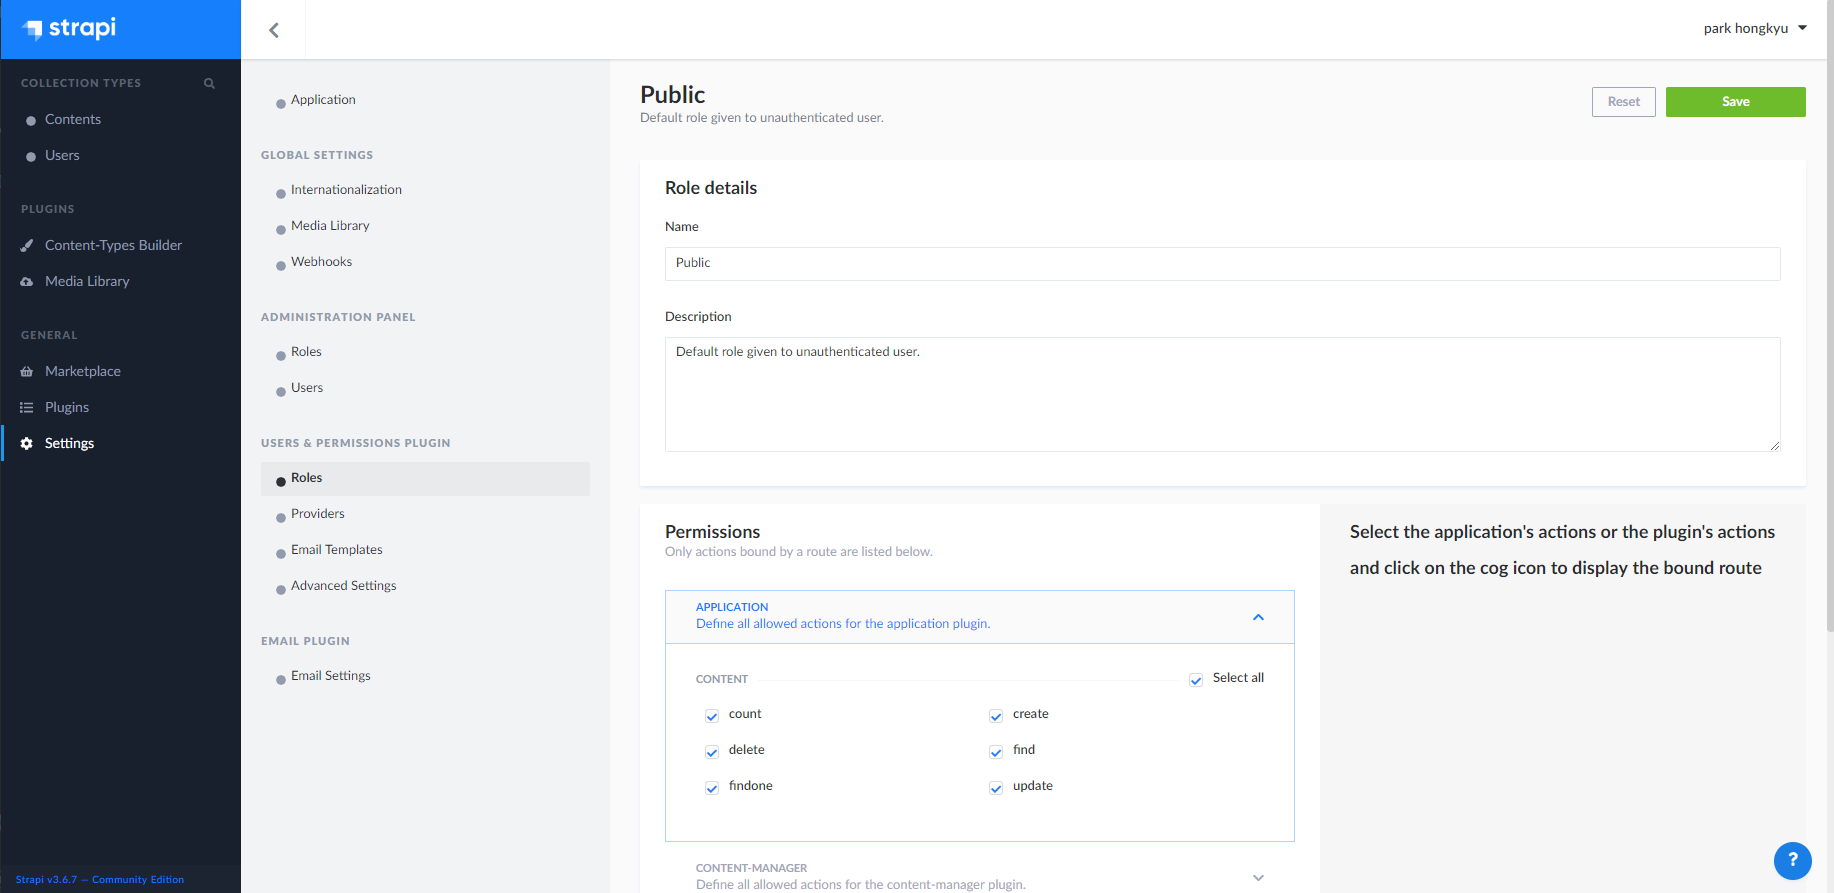 strapi
park hongkyu
COLLECTION TYPES
Contents
Users
PLUGINS
Content-Types Builder
Media Library
GENERAL
Marketplace
Plugins
Settings
Strapi v3.6.7 — Community Edition
Application
GLOBAL SETTINGS
Internationalization
Media Library
Webhooks
ADMINISTRATION PANEL
Roles
Users
USERS & PERMISSIONS PLUGIN
Roles
Providers
Email Templates
Advanced Settings
EMAIL PLUGIN
Email Settings
Public
Default role given to unauthenticated user.
Reset
Save
Role details
Name
Public
Description
Default role given to unauthenticated user.
Permissions
Only actions bound by a route are listed below.
APPLICATION
Define all allowed actions for the application plugin.
CONTENT
Select all
count
create
delete
find
findone
update
CONTENT-MANAGER
Define all allowed actions for the content-manager plugin.
Select the application's actions or the plugin's actions
and click on the cog icon to display the bound route
?